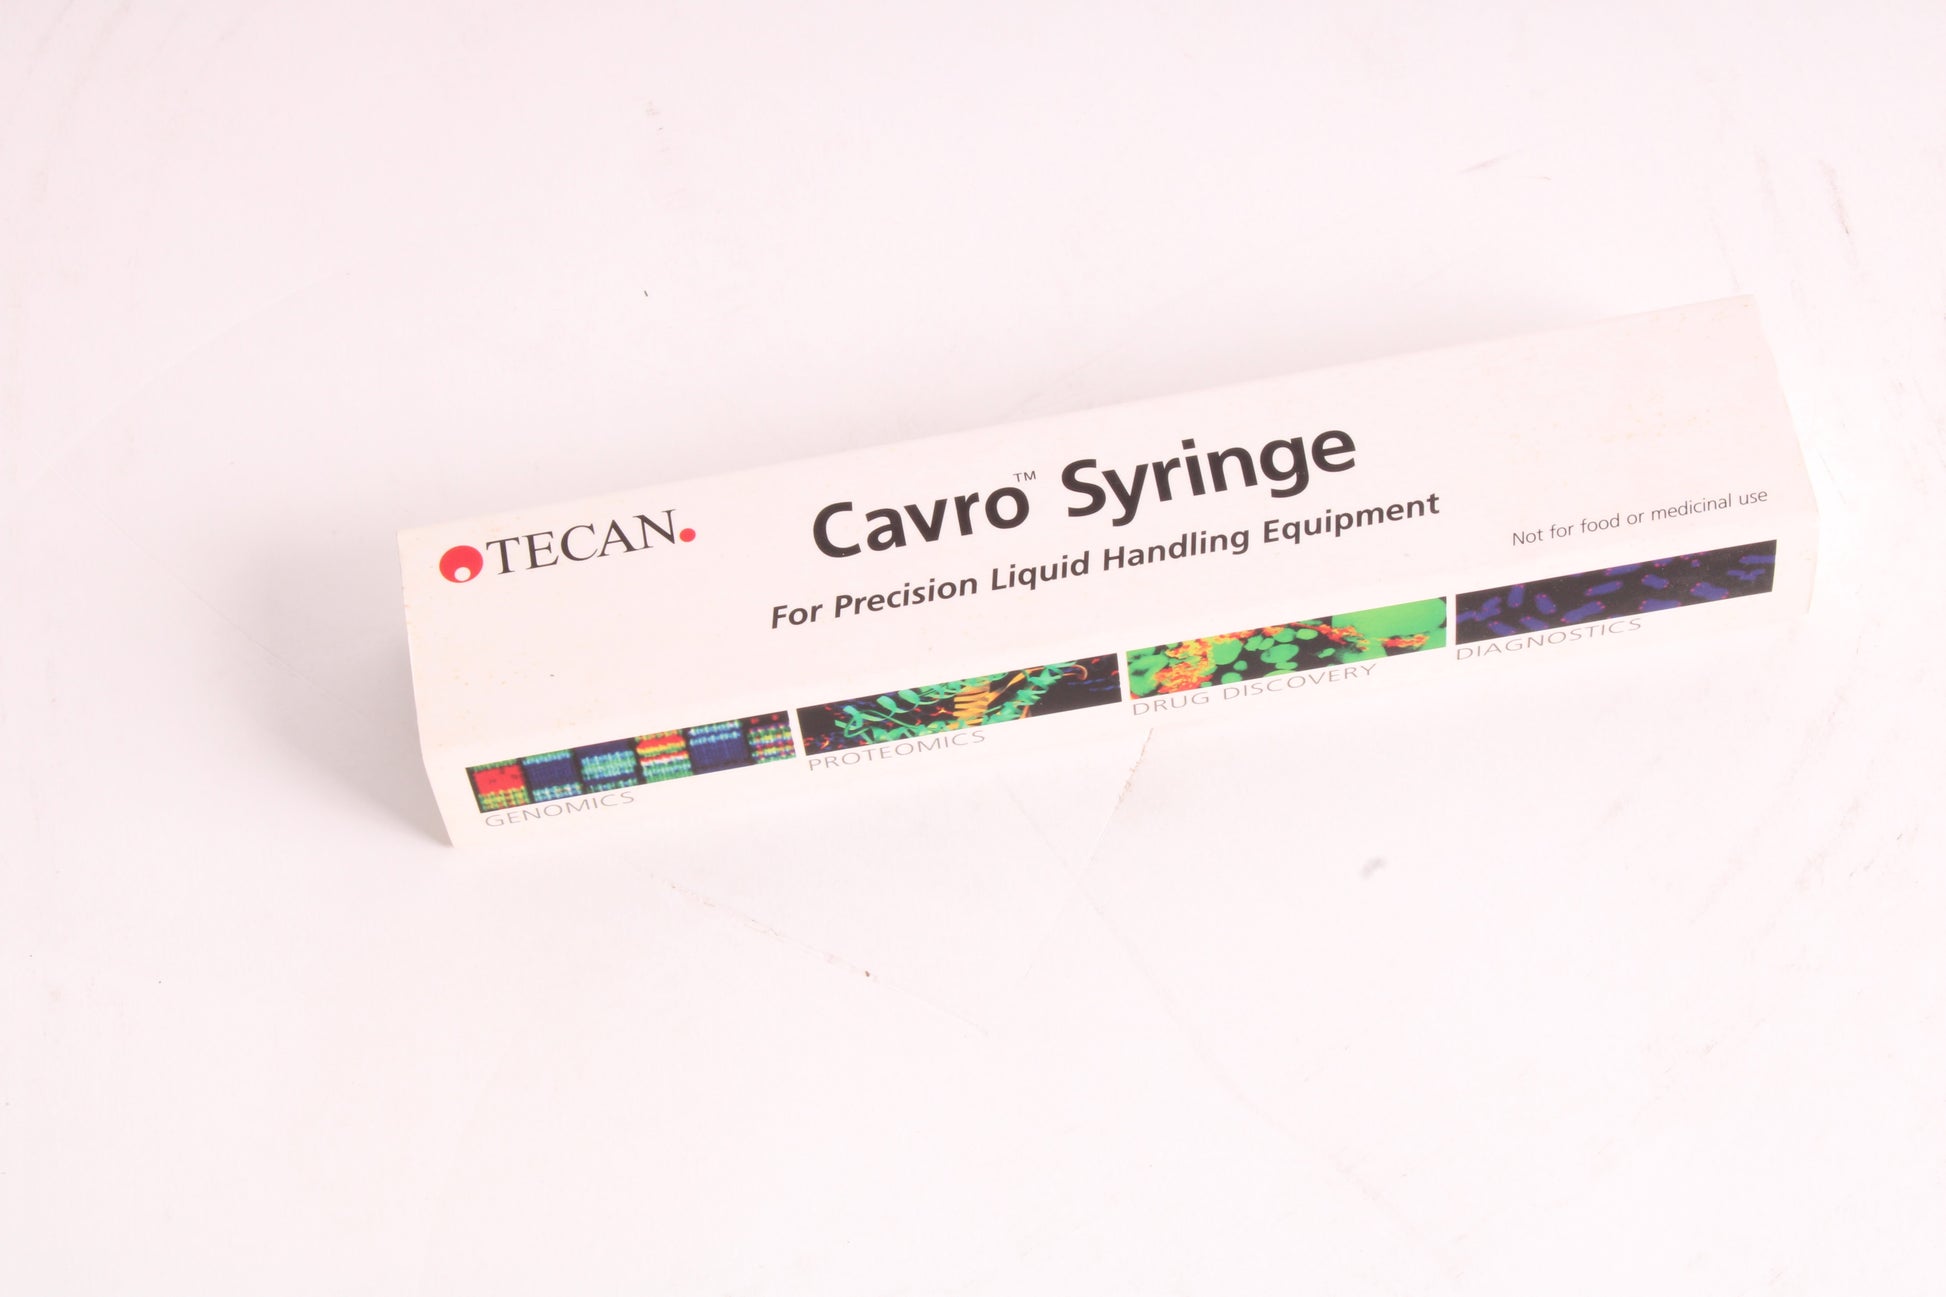 TECAN.
Cavro™ Syringe
For Precision Liquid Handling Equipment
Not for food or medicinal use
GENOMICS
PROTEOMICS
DRUG DISCOVERY
DIAGNOSTICS